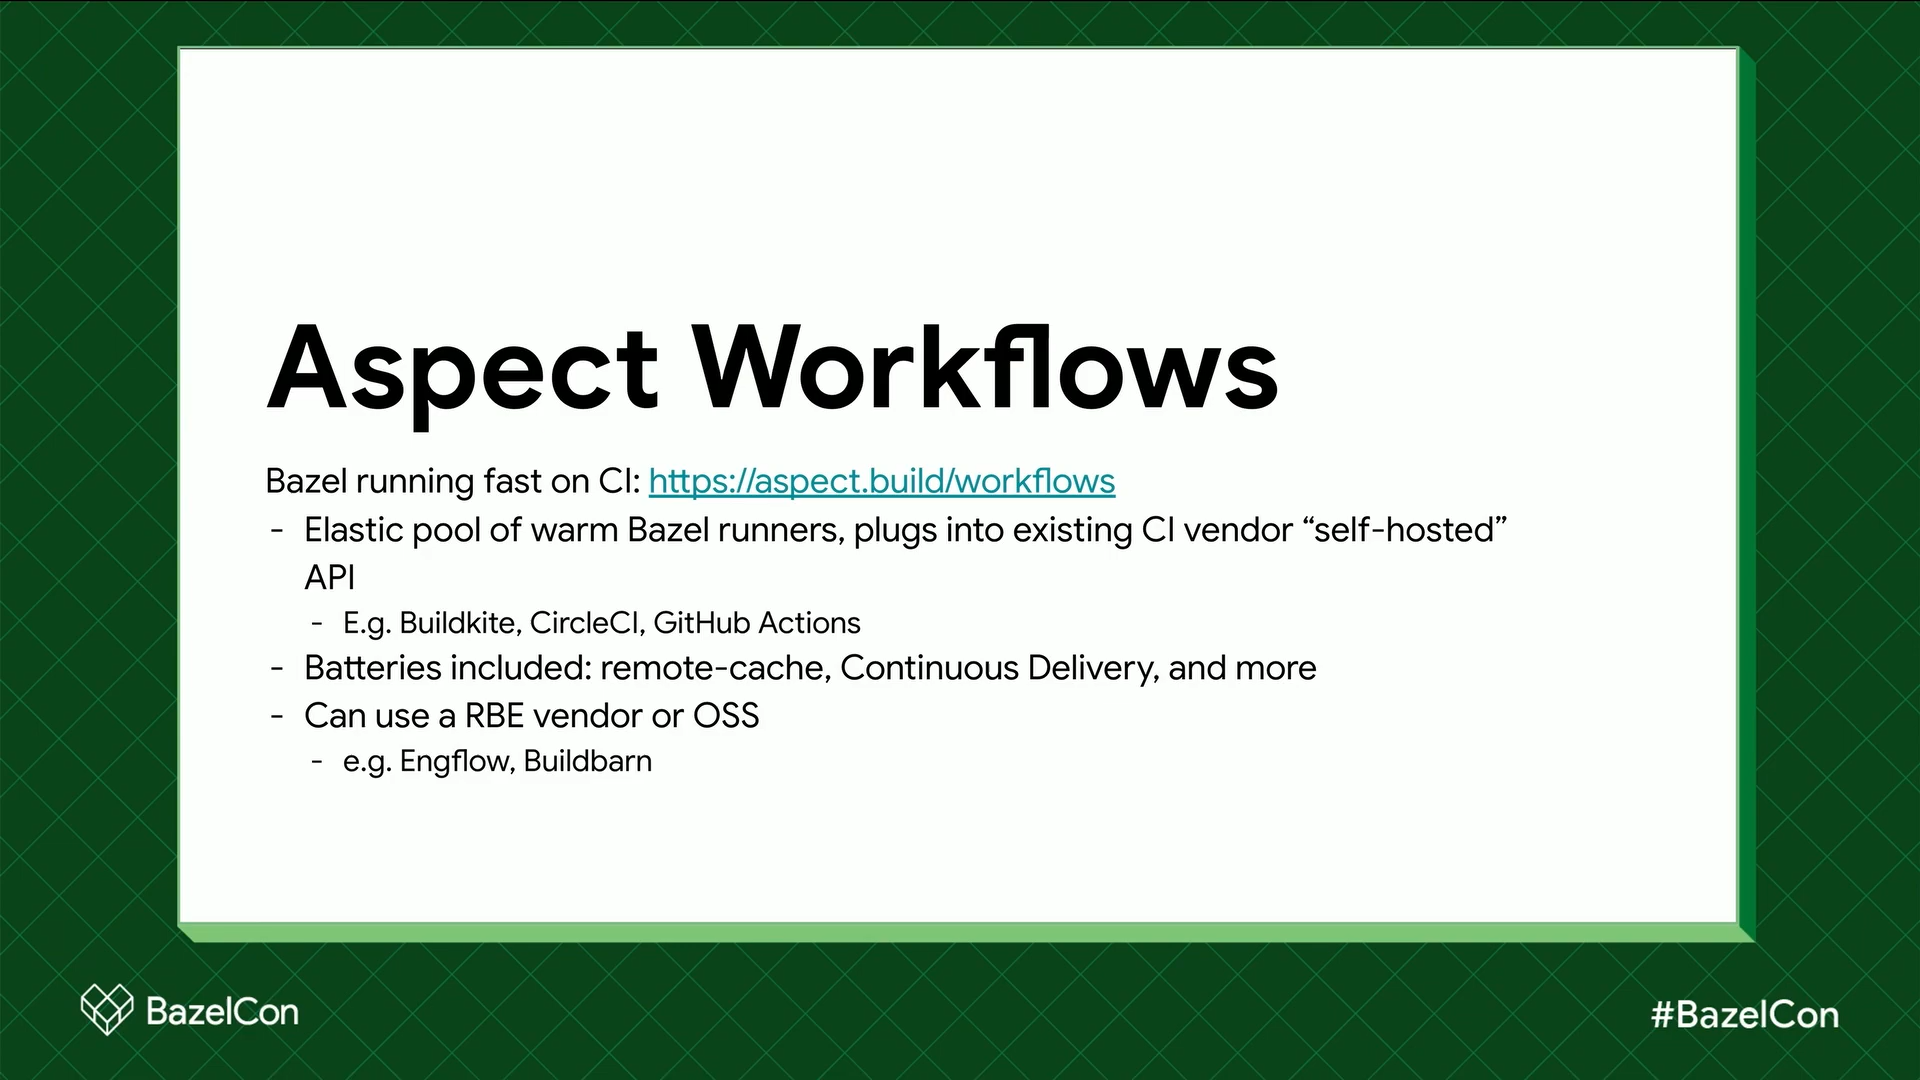 Aspect Workflows
Bazel running fast on CI: https://aspect.build/workflows
- Elastic pool of warm Bazel runners, plugs into existing CI vendor “self-hosted”
API
- E.g. Buildkite, CircleCI, GitHub Actions
- Batteries included: remote-cache, Continuous Delivery, and more
- Can use a RBE vendor or OSS
- e.g. Engflow, Buildbarn
BazelCon
#BazelCon